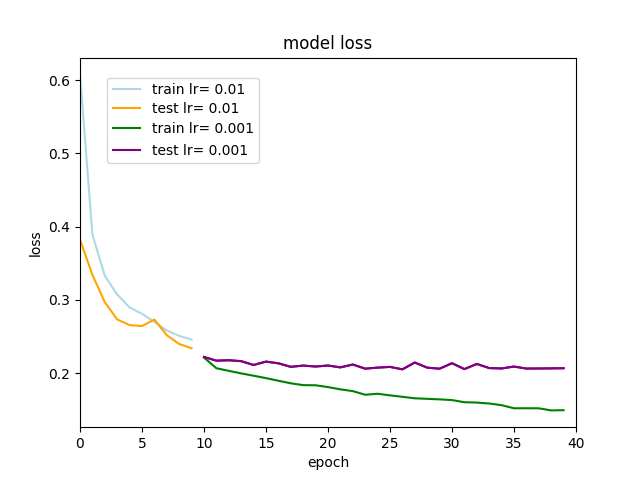 model loss
train lr= 0.01
test lr= 0.01
train lr= 0.001
test lr= 0.001
loss
0.6
0.5
0.4
0.3
0.2
0 5 10 15 20 25 30 35 40
epoch